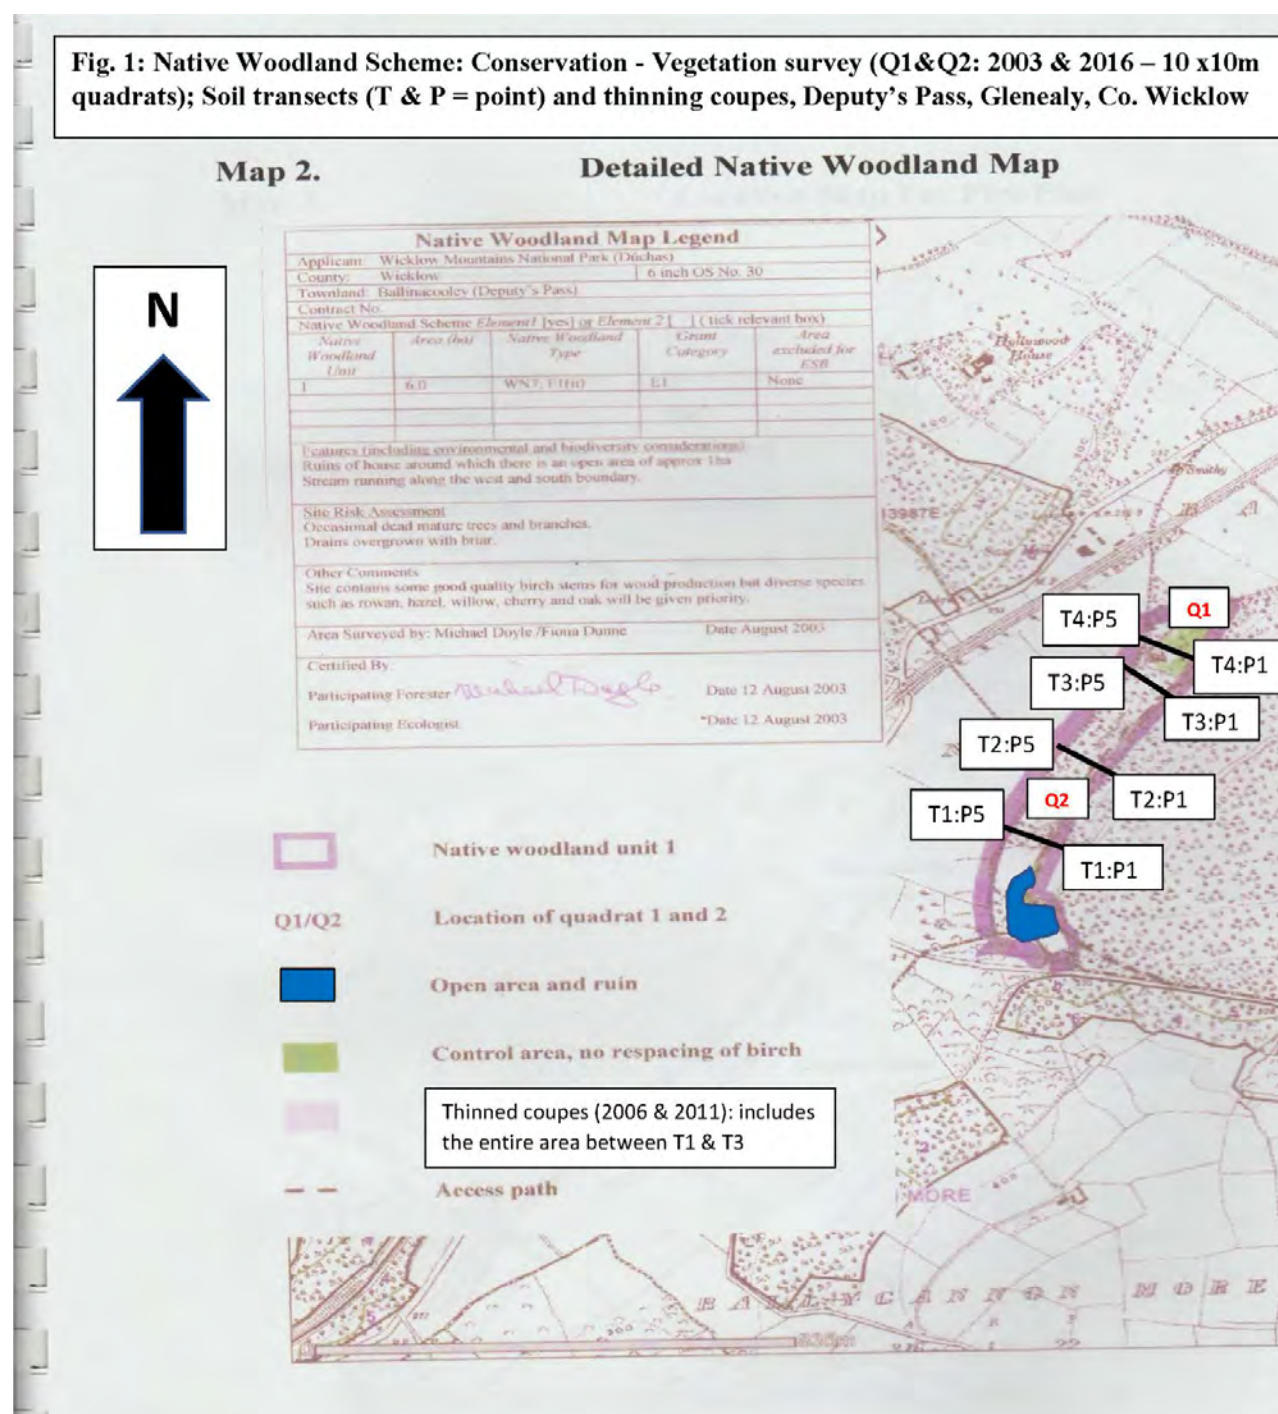 Fig. 1: Native Woodland Scheme: Conservation - Vegetation survey (Q1&Q2: 2003 & 2016 – 10 x10m
quadrats); Soil transects (T & P = point) and thinning coupes, Deputy's Pass, Glenealy, Co. Wicklow
Map 2.
Detailed Native Woodland Map
N
Native Woodland Map Legend
Applicant: Wicklow Mountains National Park (Dúchas)
County: Wicklow
6 inch OS No. 30
Townland: Ballinacooley (Deputy's Pass)
Contract No.
Native Woodland Scheme Element1 [yes] or Element 2 [ ] (tick relevant box)
Native Woodland Unit
Area (ha)
Native Woodland Type
Grant Category
Area excluded for ESB
1
6.0
WN7,
E1
None
Features (including environmental and biodiversity considerations)
Ruins of house around which there is an open area of approx 1ha
Stream running along the west and south boundary.
Site Risk Assessment
Occasional dead mature trees and branches.
Drains overgrown with briar.
Other Comments
Site contains some good quality birch stems for wood production but diverse species
such as rowan, hazel, willow, cherry and oak will be given priority.
Area Surveyed by: Michael Doyle /Fiona Dunne
Date August 2003
Certified By:
Participating Forester Michael Doyle
Date 12 August 2003
Participating Ecologist
*Date 12 August 2003
Hollywood
House
Smithy
13987E
B A
Q1
T4:P5
T4:P1
T3:P5
T3:P1
T2:P5
T2:P1
Q2
T1:P5
T1:P1
Native woodland unit 1
Q1/Q2
Location of quadrat 1 and 2
Open area and ruin
Control area, no respacing of birch
Thinned coupes (2006 & 2011): includes
the entire area between T1 & T3
Access path
MORE
400
BALLYCANNON MORE